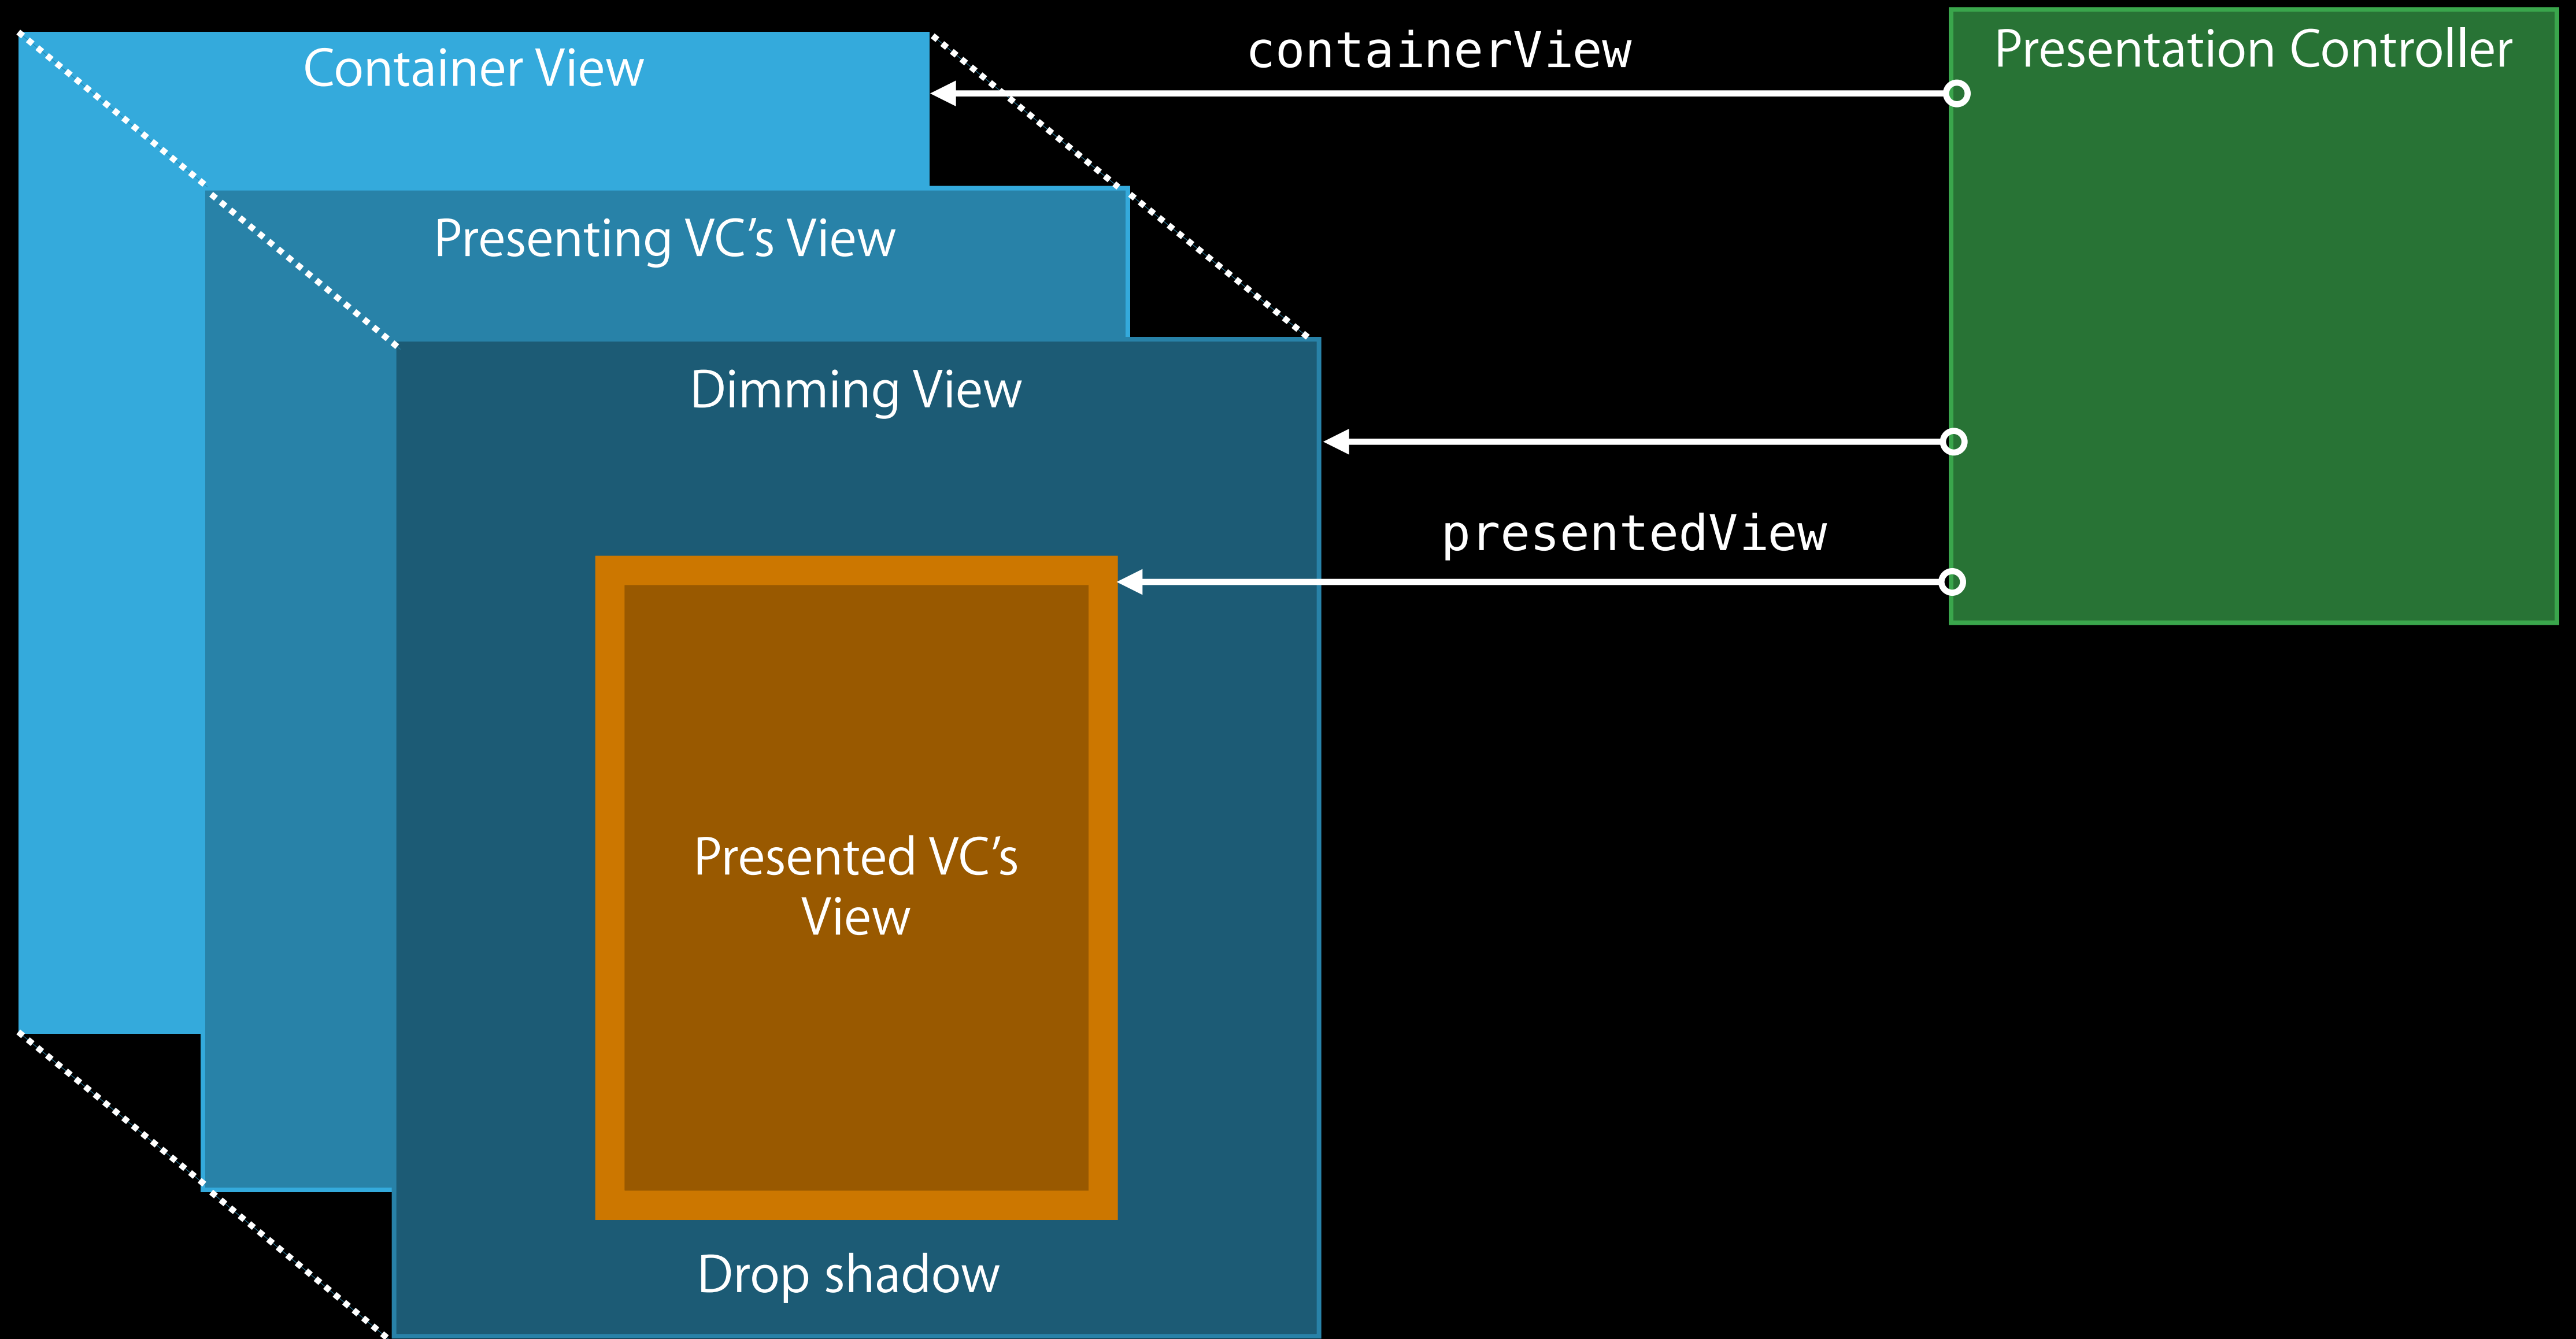 Container View
containerView
Presentation Controller
Presenting VC’s View
Dimming View
presentedView
Presented VC’s
View
Drop shadow